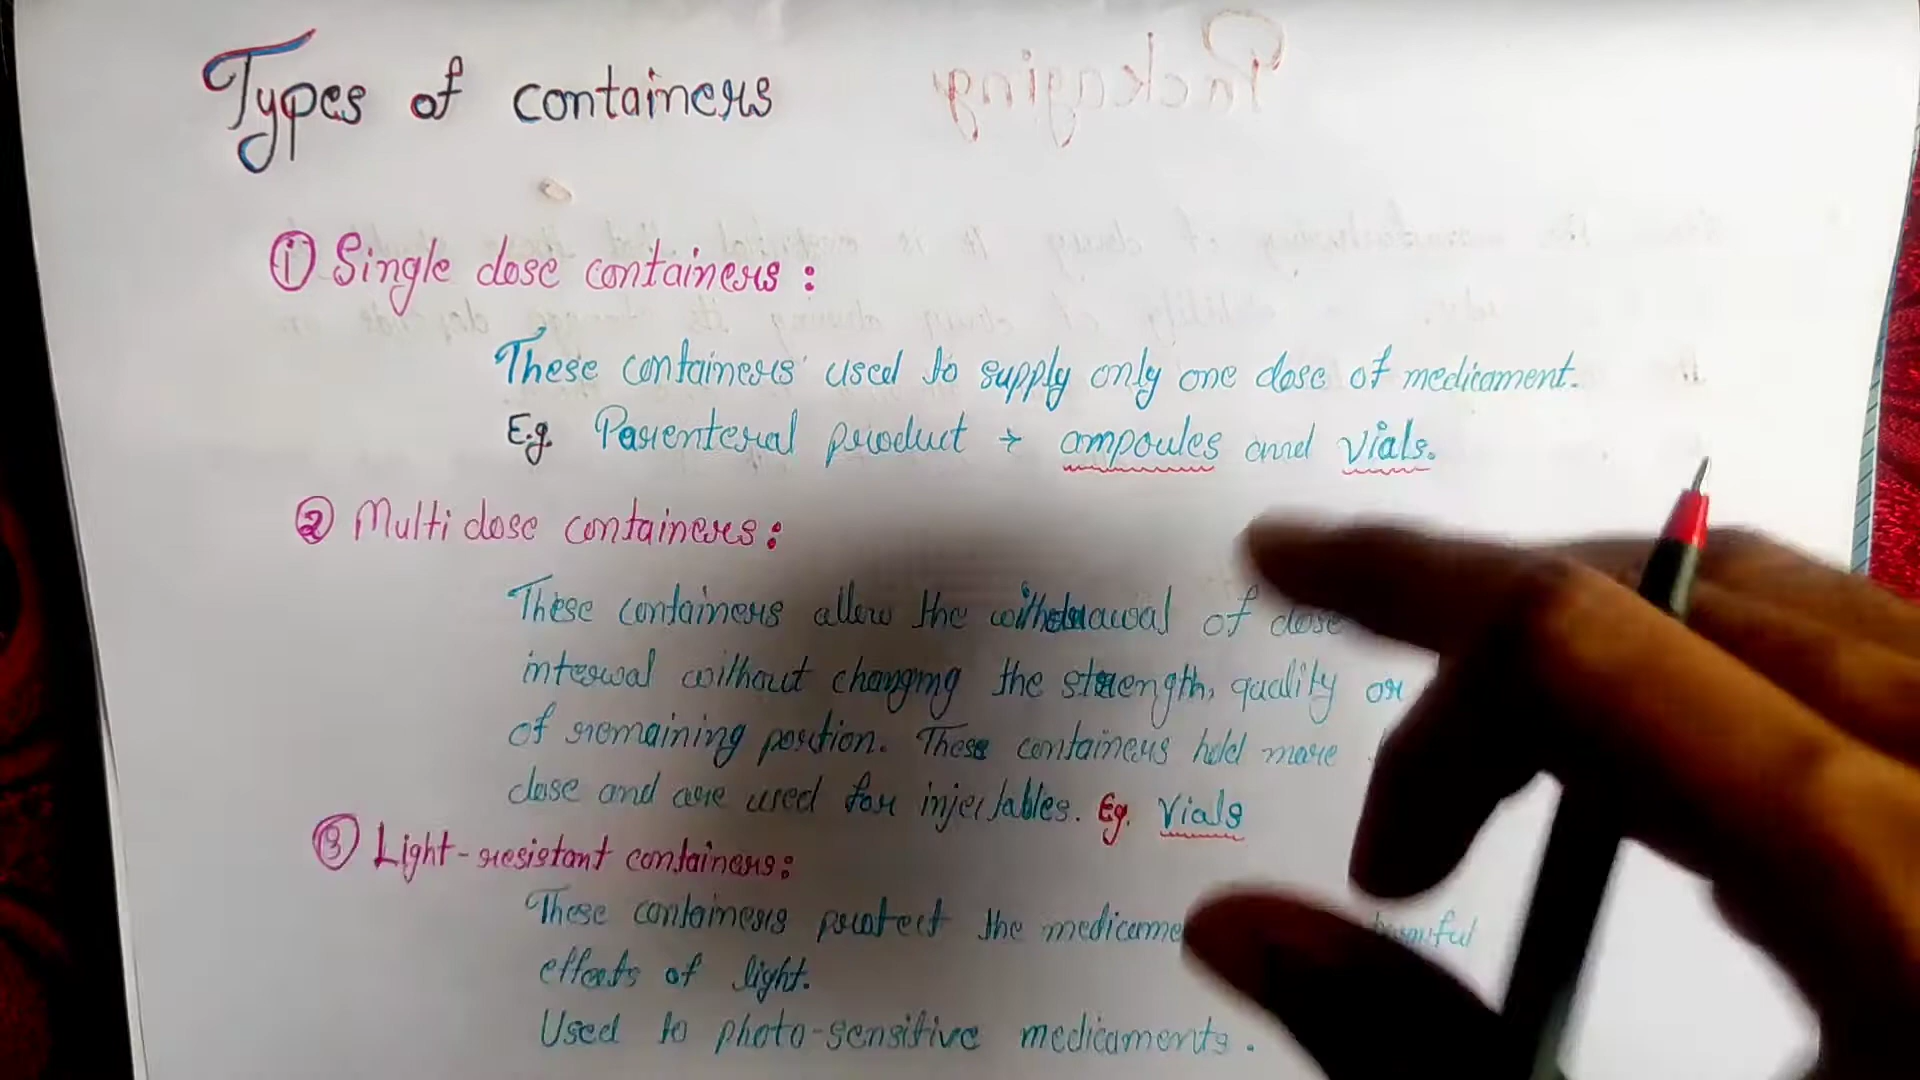 Types of containers
Packaging
① Single dose containers :
These containers used to supply only one dose of medicament.
E.g. Parenteral product → ampoules and vials.
② Multi dose containers :
These containers allow the withdrawal of dose
interval without changing the strength, quality or
of remaining portion. These containers hold more
dose and are used for injectables. Eg. Vials
③ Light-resistant containers :
These containers protect the harmful
effects of light.
Used to photo-sensitive medicaments.